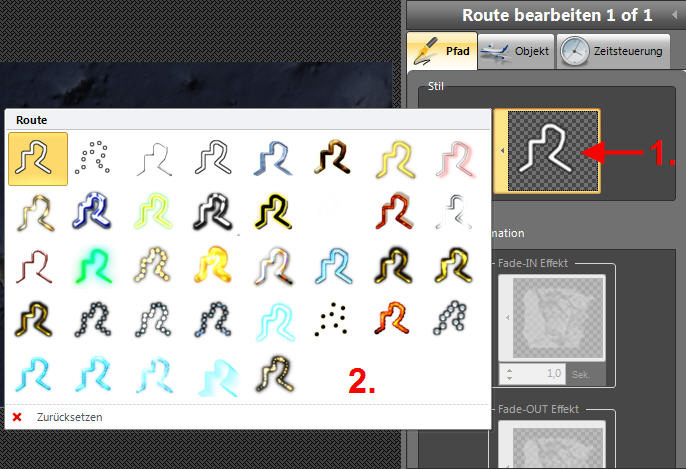 Route bearbeiten 1 of 1
Pfad
Objekt
Zeitsteuerung
Stil
Route
1.
mation
Fade-IN Effekt
1,0 Sek.
2.
Zurücksetzen
Fade-OUT Effekt